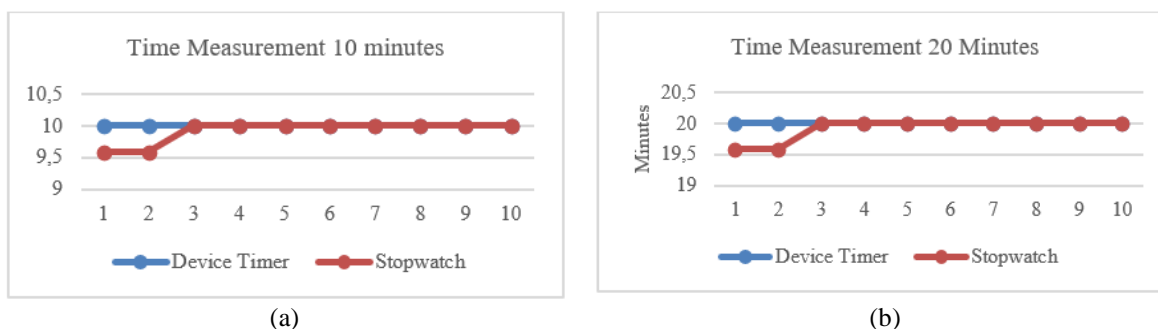 Time Measurement 10 minutes
10,5
10
9,5
9
1 2 3 4 5 6 7 8 9 10
Device Timer Stopwatch
(a)
Time Measurement 20 Minutes
Minutes
20,5
20
19,5
19
1 2 3 4 5 6 7 8 9 10
Device Timer Stopwatch
(b)